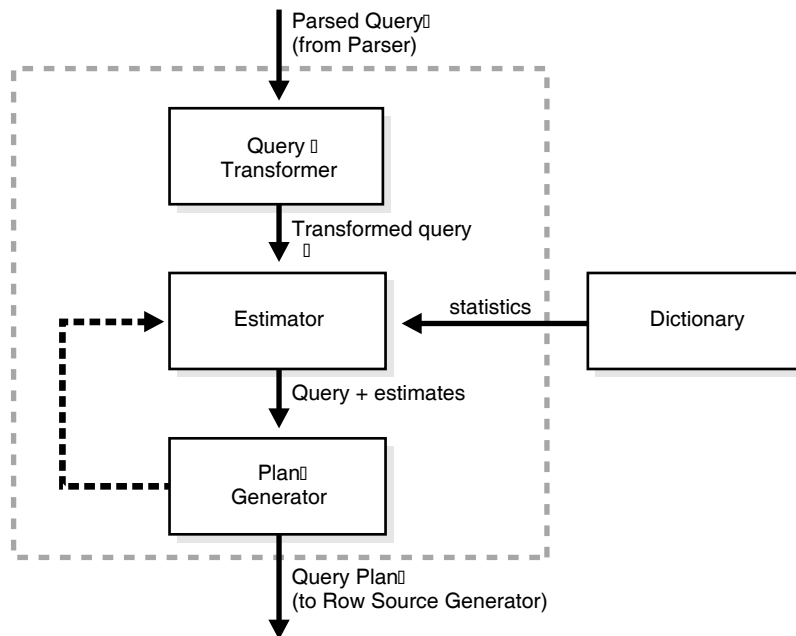 Parsed Query
(from Parser)
Query
Transformer
Transformed query
Estimator
statistics
Dictionary
Query + estimates
Plan
Generator
Query Plan
(to Row Source Generator)